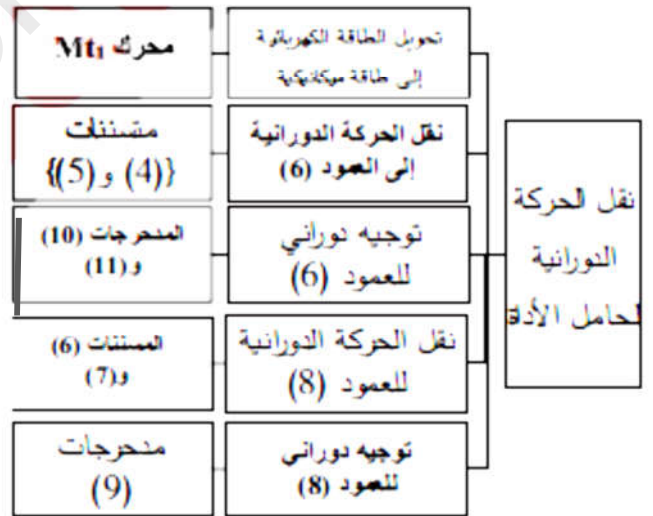 نقل الحركة
الدورانية
لحامل الأداة
تحويل الطاقة الكهربائية
إلى طاقة ميكانيكية
محرك Mt₁
نقل الحركة الدورانية
إلى العمود (6)
متسننات
{(4) و(5)}
توجيه دوراني
للعمود (6)
المدحرجات (10)
و(11)
نقل الحركة الدورانية
للعمود (8)
المسننات (6)
و(7)
توجيه دوراني
للعمود (8)
مدحرجات
(9)